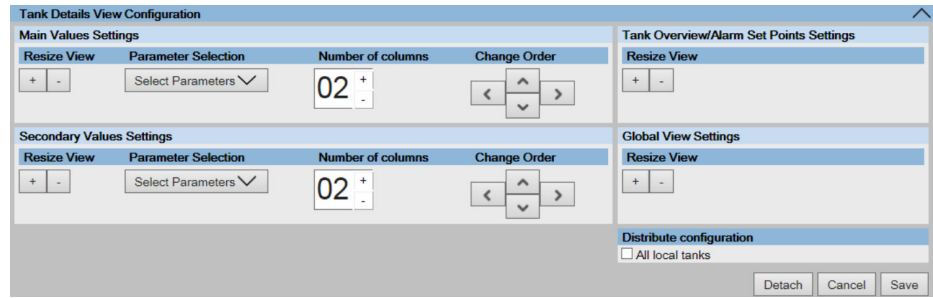 Tank Details View Configuration
Main Values Settings
Tank Overview/Alarm Set Points Settings
Resize View Parameter Selection Number of columns Change Order
Resize View
+ - Select Parameters 02 + -
+ -
Secondary Values Settings
Global View Settings
Resize View Parameter Selection Number of columns Change Order
Resize View
+ - Select Parameters 02 + -
+ -
Distribute configuration
All local tanks
Detach Cancel Save